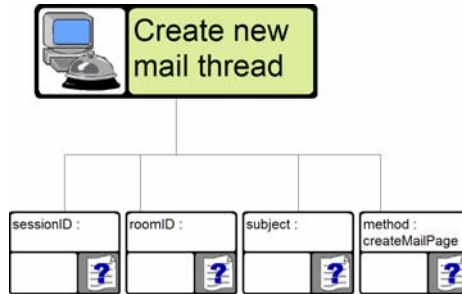 Create new
mail thread
sessionID :
roomID :
subject :
method :
createMailPage
?
?
?
?